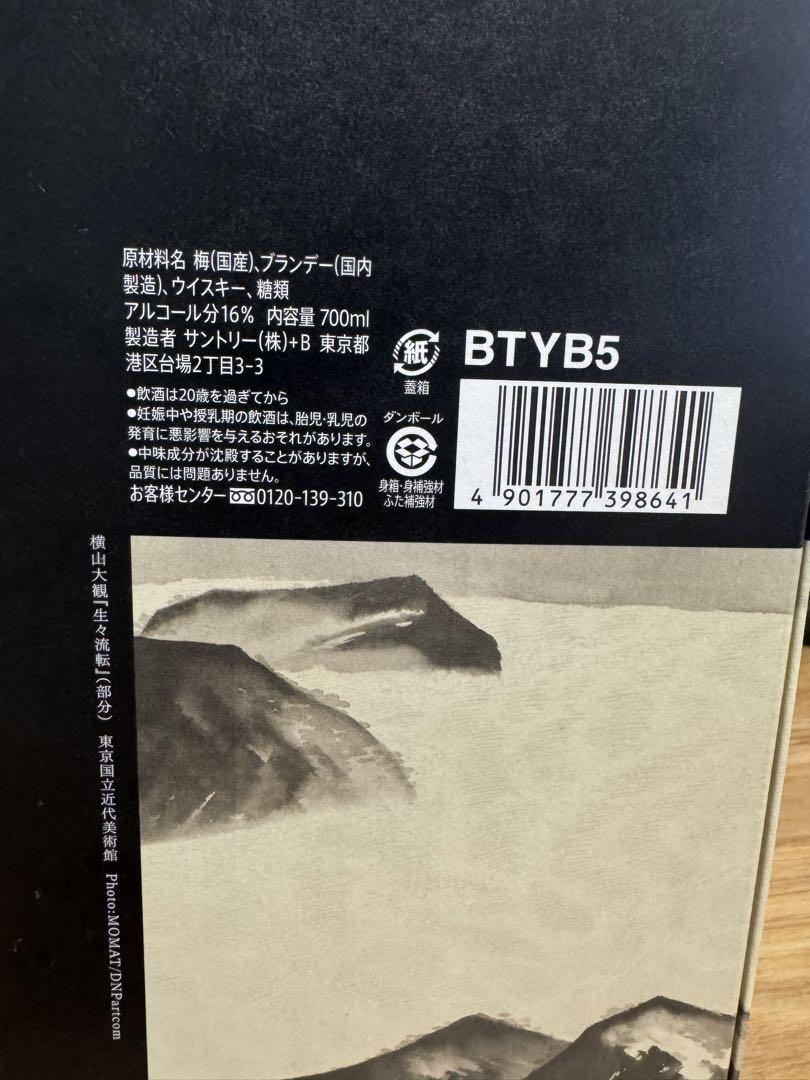 原材料名 梅(国産)、ブランデー(国内
製造)、ウイスキー、糖類
アルコール分16% 内容量 700ml
製造者 サントリー(株)+B 東京都
港区台場2丁目3-3
●飲酒は20歳を過ぎてから
●妊娠中や授乳期の飲酒は、胎児・乳児の
発育に悪影響を与えるおそれがあります。
●中味成分が沈殿することがありますが、
品質には問題ありません。
お客様センター 0120-139-310
紙
蓋箱
ダンボール
身箱・身補強材
ふた補強材
BTYB5
4 901777 398641
横山大観『生々流転』(部分) 東京国立近代美術館 Photo:MOMAT/DNPartcom